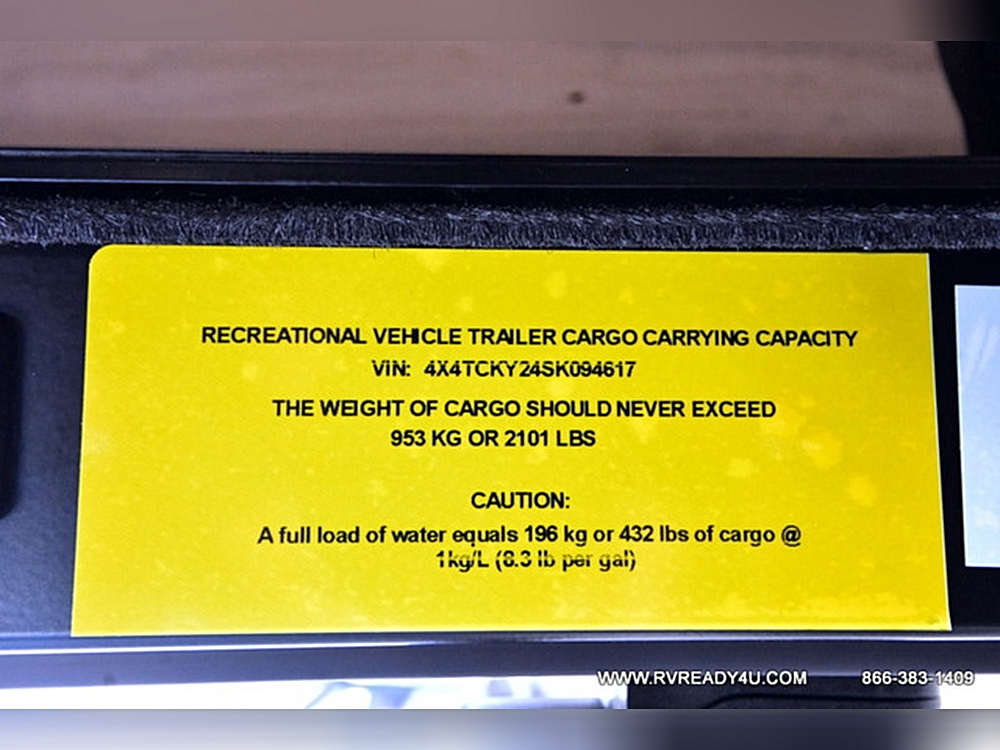 RECREATIONAL VEHICLE TRAILER CARGO CARRYING CAPACITY
VIN: 4X4TCKY24SK094617
THE WEIGHT OF CARGO SHOULD NEVER EXCEED
953 KG OR 2101 LBS
CAUTION:
A full load of water equals 196 kg or 432 lbs of cargo @
1kg/L (8.3 lb per gal)
WWW.RVREADY4U.COM 866-383-1409